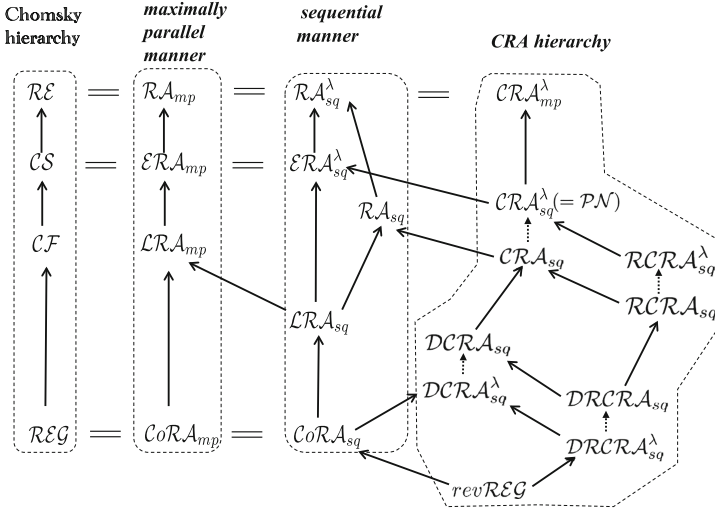 Chomsky hierarchy
maximally parallel manner
sequential manner
CRA hierarchy
RE = RA_mp = RA^λ_sq = CRA^λ_mp
CS = ERA_mp = ERA^λ_sq
CRA^λ_sq (= PN)
RA_sq
CF
LRA_mp
CRA_sq
RCRA^λ_sq
RCRA_sq
LRA_sq
DCRA_sq
DCRA^λ_sq
DRCRA_sq
REG = CoRA_mp = CoRA_sq
DRCRA^λ_sq
revREG